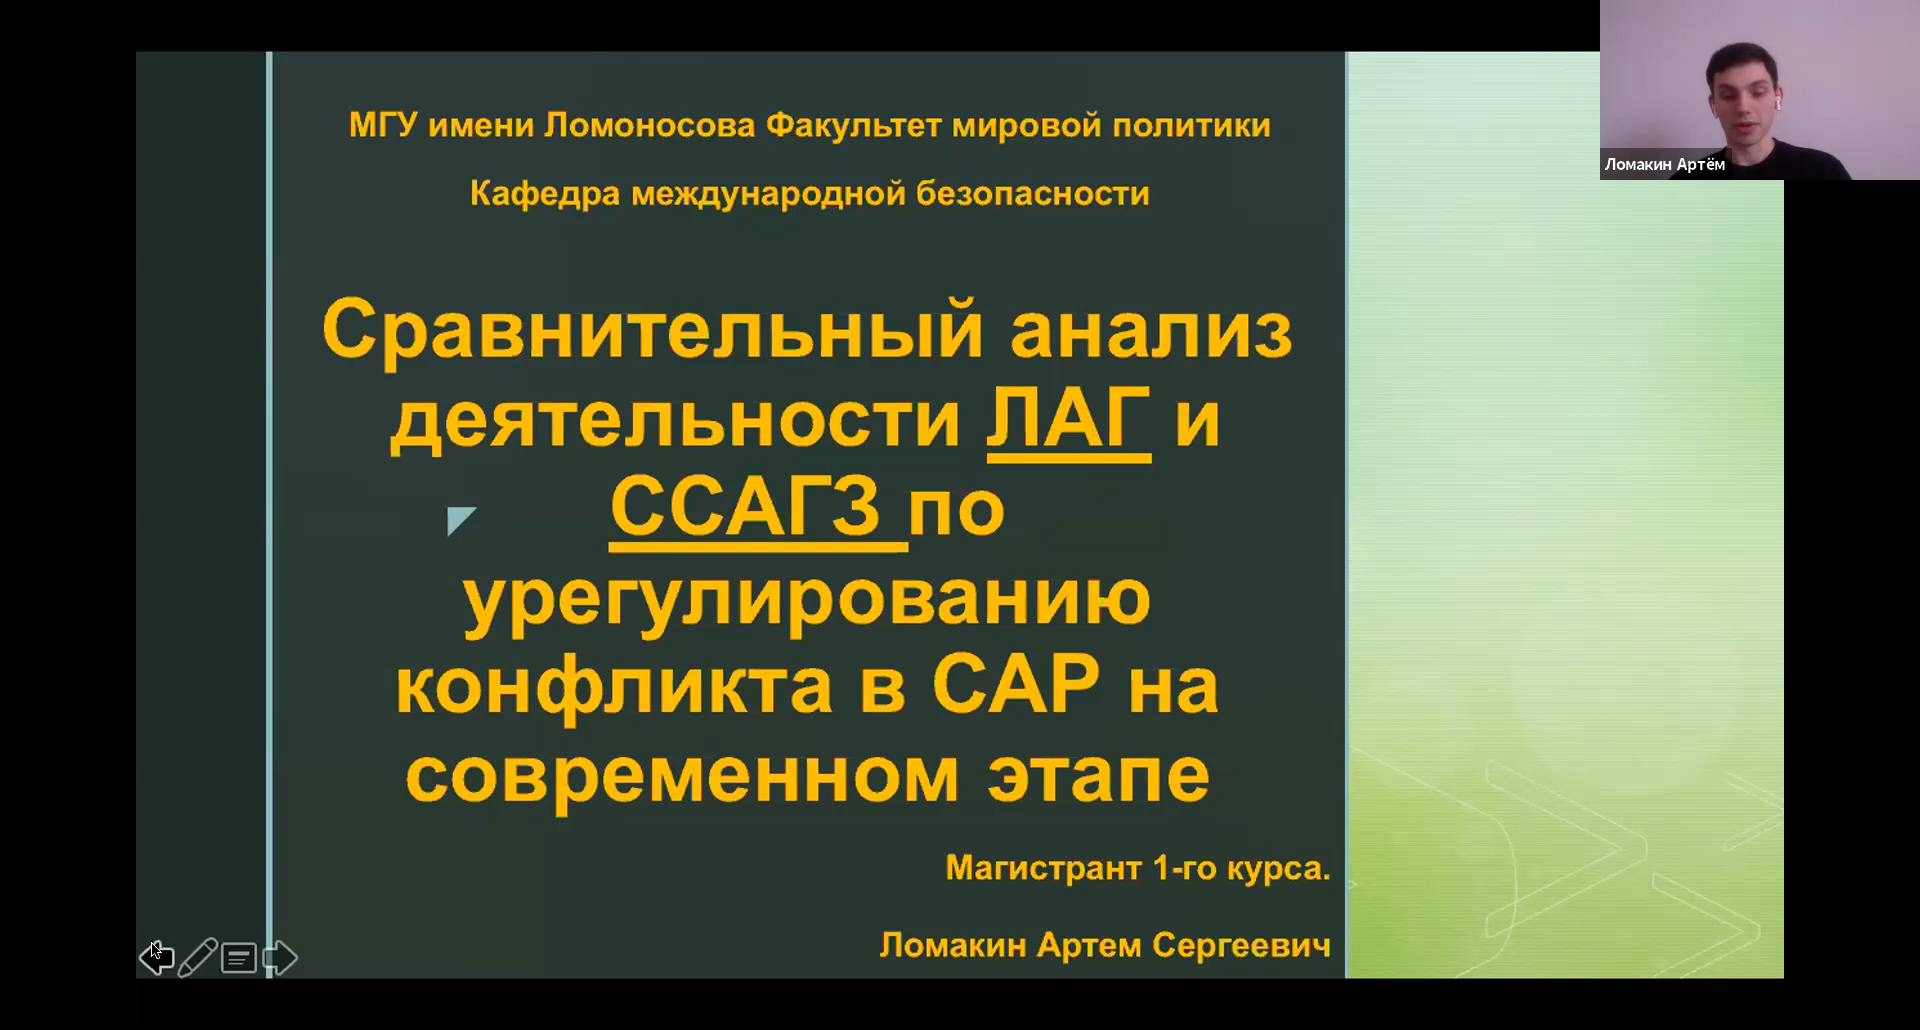 МГУ имени Ломоносова Факультет мировой политики
Кафедра международной безопасности
Сравнительный анализ
деятельности ЛАГ и
ССАГЗ по
урегулированию
конфликта в САР на
современном этапе
Магистрант 1-го курса.
Ломакин Артем Сергеевич
Ломакин Артём